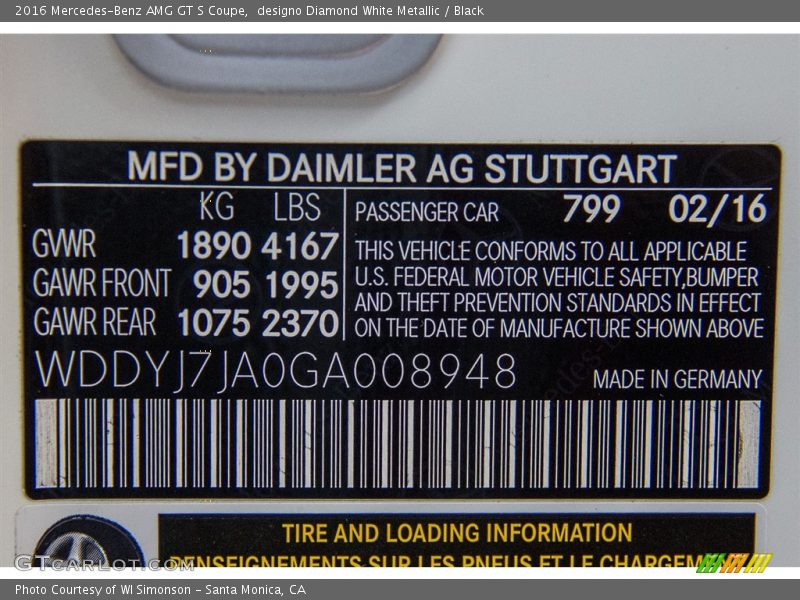 2016 Mercedes-Benz AMG GT S Coupe,  designo Diamond White Metallic / Black
MFD BY DAIMLER AG STUTTGART
KG LBS
GVWR 1890 4167
GAWR FRONT 905 1995
GAWR REAR 1075 2370
PASSENGER CAR 799 02/16
THIS VEHICLE CONFORMS TO ALL APPLICABLE
U.S. FEDERAL MOTOR VEHICLE SAFETY,BUMPER
AND THEFT PREVENTION STANDARDS IN EFFECT
ON THE DATE OF MANUFACTURE SHOWN ABOVE
WDDYJ7JA0GA008948
MADE IN GERMANY
TIRE AND LOADING INFORMATION
RENSEIGNEMENTS SUR LES PNEUS ET LE CHARGEM
GTCarLot.com
Photo Courtesy of WI Simonson - Santa Monica, CA